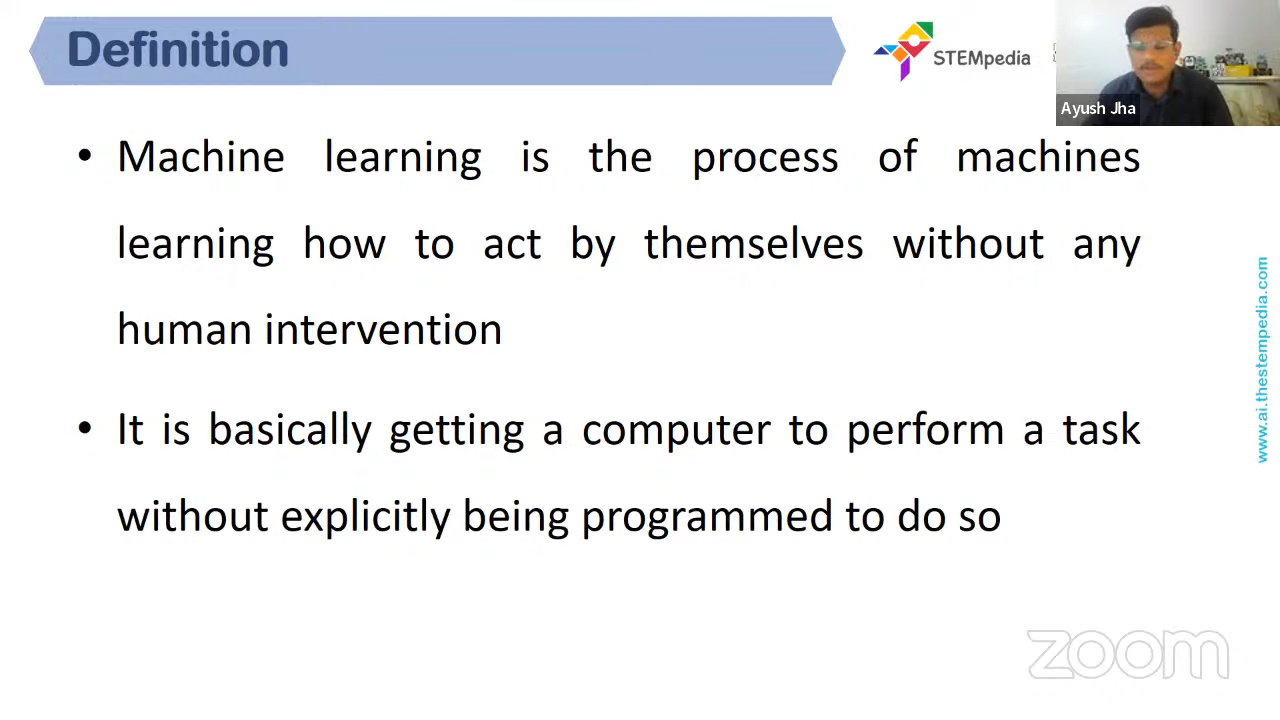 Definition
STEMpedia
Ayush Jha
• Machine learning is the process of machines
learning how to act by themselves without any
human intervention
• It is basically getting a computer to perform a task
without explicitly being programmed to do so
www.ai.thestempedia.com
zoom